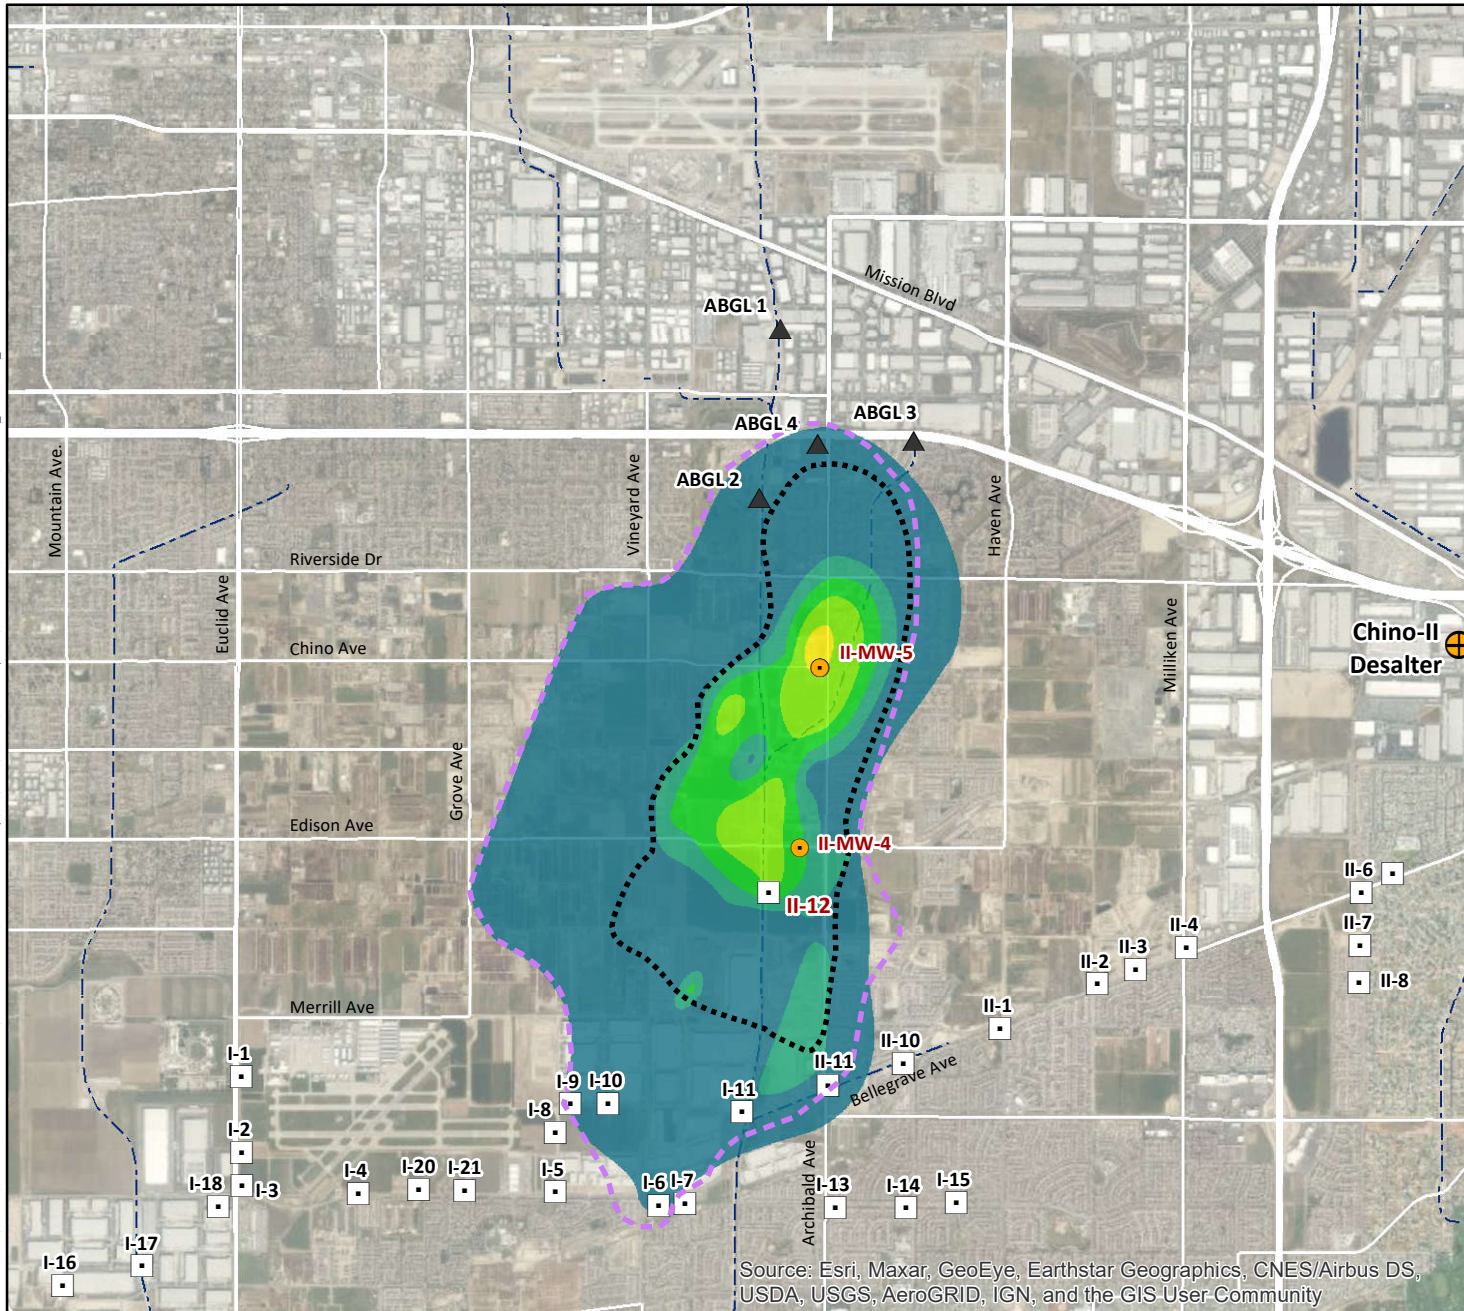 Mission Blvd
ABGL 1
ABGL 3
ABGL 4
ABGL 2
Mountain Ave.
Vineyard Ave
Haven Ave
Riverside Dr
Euclid Ave
Milliken Ave
Chino Ave
II-MW-5
Chino-II
Desalter
Grove Ave
Edison Ave
II-MW-4
II-12
II-6
II-4
II-7
II-3
II-2
II-8
Merrill Ave
II-1
I-1
II-10
II-11
Bellegrave Ave
I-9
I-10
I-11
I-8
I-2
Archibald Ave
I-18
I-3
I-4
I-20
I-21
I-5
I-6
I-7
I-13
I-14
I-15
I-17
I-16
Source: Esri, Maxar, GeoEye, Earthstar Geographics, CNES/Airbus DS,
USDA, USGS, AeroGRID, IGN, and the GIS User Community